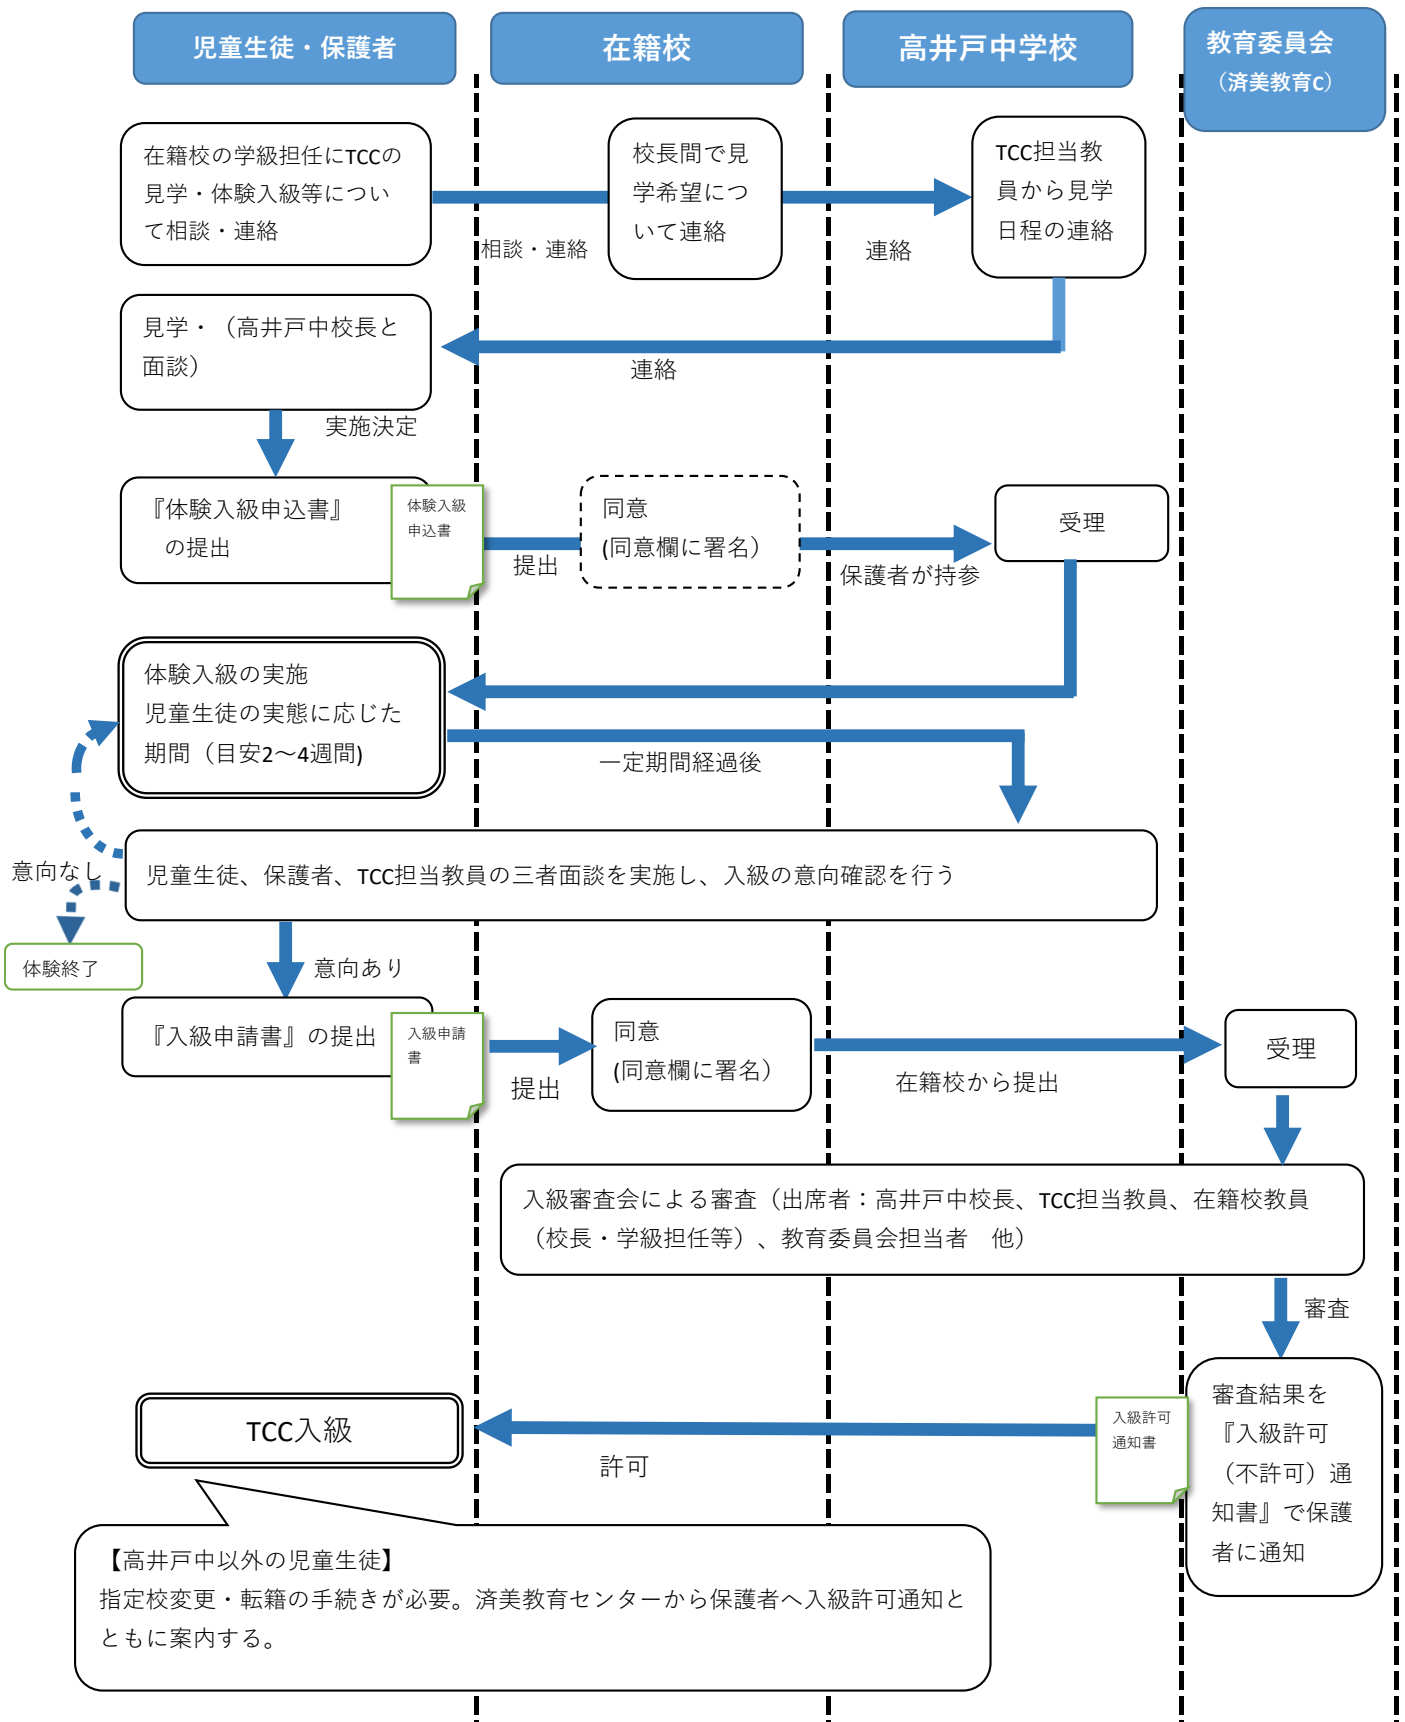 児童生徒・保護者
在籍校
高井戸中学校
教育委員会
（済美教育C）
在籍校の学級担任にTCCの
見学・体験入級等につい
て相談・連絡
相談・連絡
校長間で見
学希望につ
いて連絡
連絡
TCC担当教
員から見学
日程の連絡
見学・（高井戸中校長と
面談）
連絡
実施決定
『体験入級申込書』
の提出
体験入級
申込書
提出
同意
(同意欄に署名）
保護者が持参
受理
体験入級の実施
児童生徒の実態に応じた
期間（目安2～4週間)
一定期間経過後
児童生徒、保護者、TCC担当教員の三者面談を実施し、入級の意向確認を行う
意向なし
体験終了
意向あり
『入級申請書』の提出
入級申請
書
提出
同意
(同意欄に署名）
在籍校から提出
受理
入級審査会による審査（出席者：高井戸中校長、TCC担当教員、在籍校教員
（校長・学級担任等）、教育委員会担当者　他）
審査
審査結果を
『入級許可
（不許可）通
知書』で保護
者に通知
入級許可
通知書
許可
TCC入級
【高井戸中以外の児童生徒】
指定校変更・転籍の手続きが必要。済美教育センターから保護者へ入級許可通知と
ともに案内する。